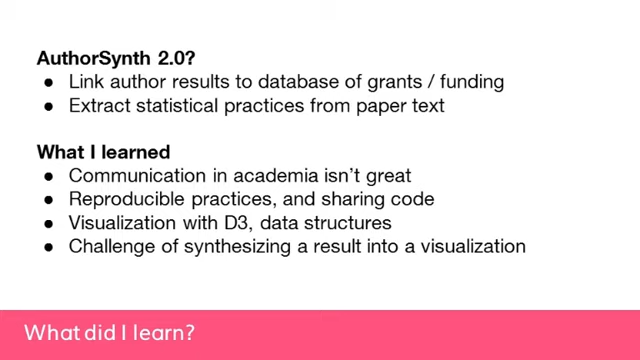 AuthorSynth 2.0?
● Link author results to database of grants / funding
● Extract statistical practices from paper text
What I learned
● Communication in academia isn't great
● Reproducible practices, and sharing code
● Visualization with D3, data structures
● Challenge of synthesizing a result into a visualization
What did I learn?